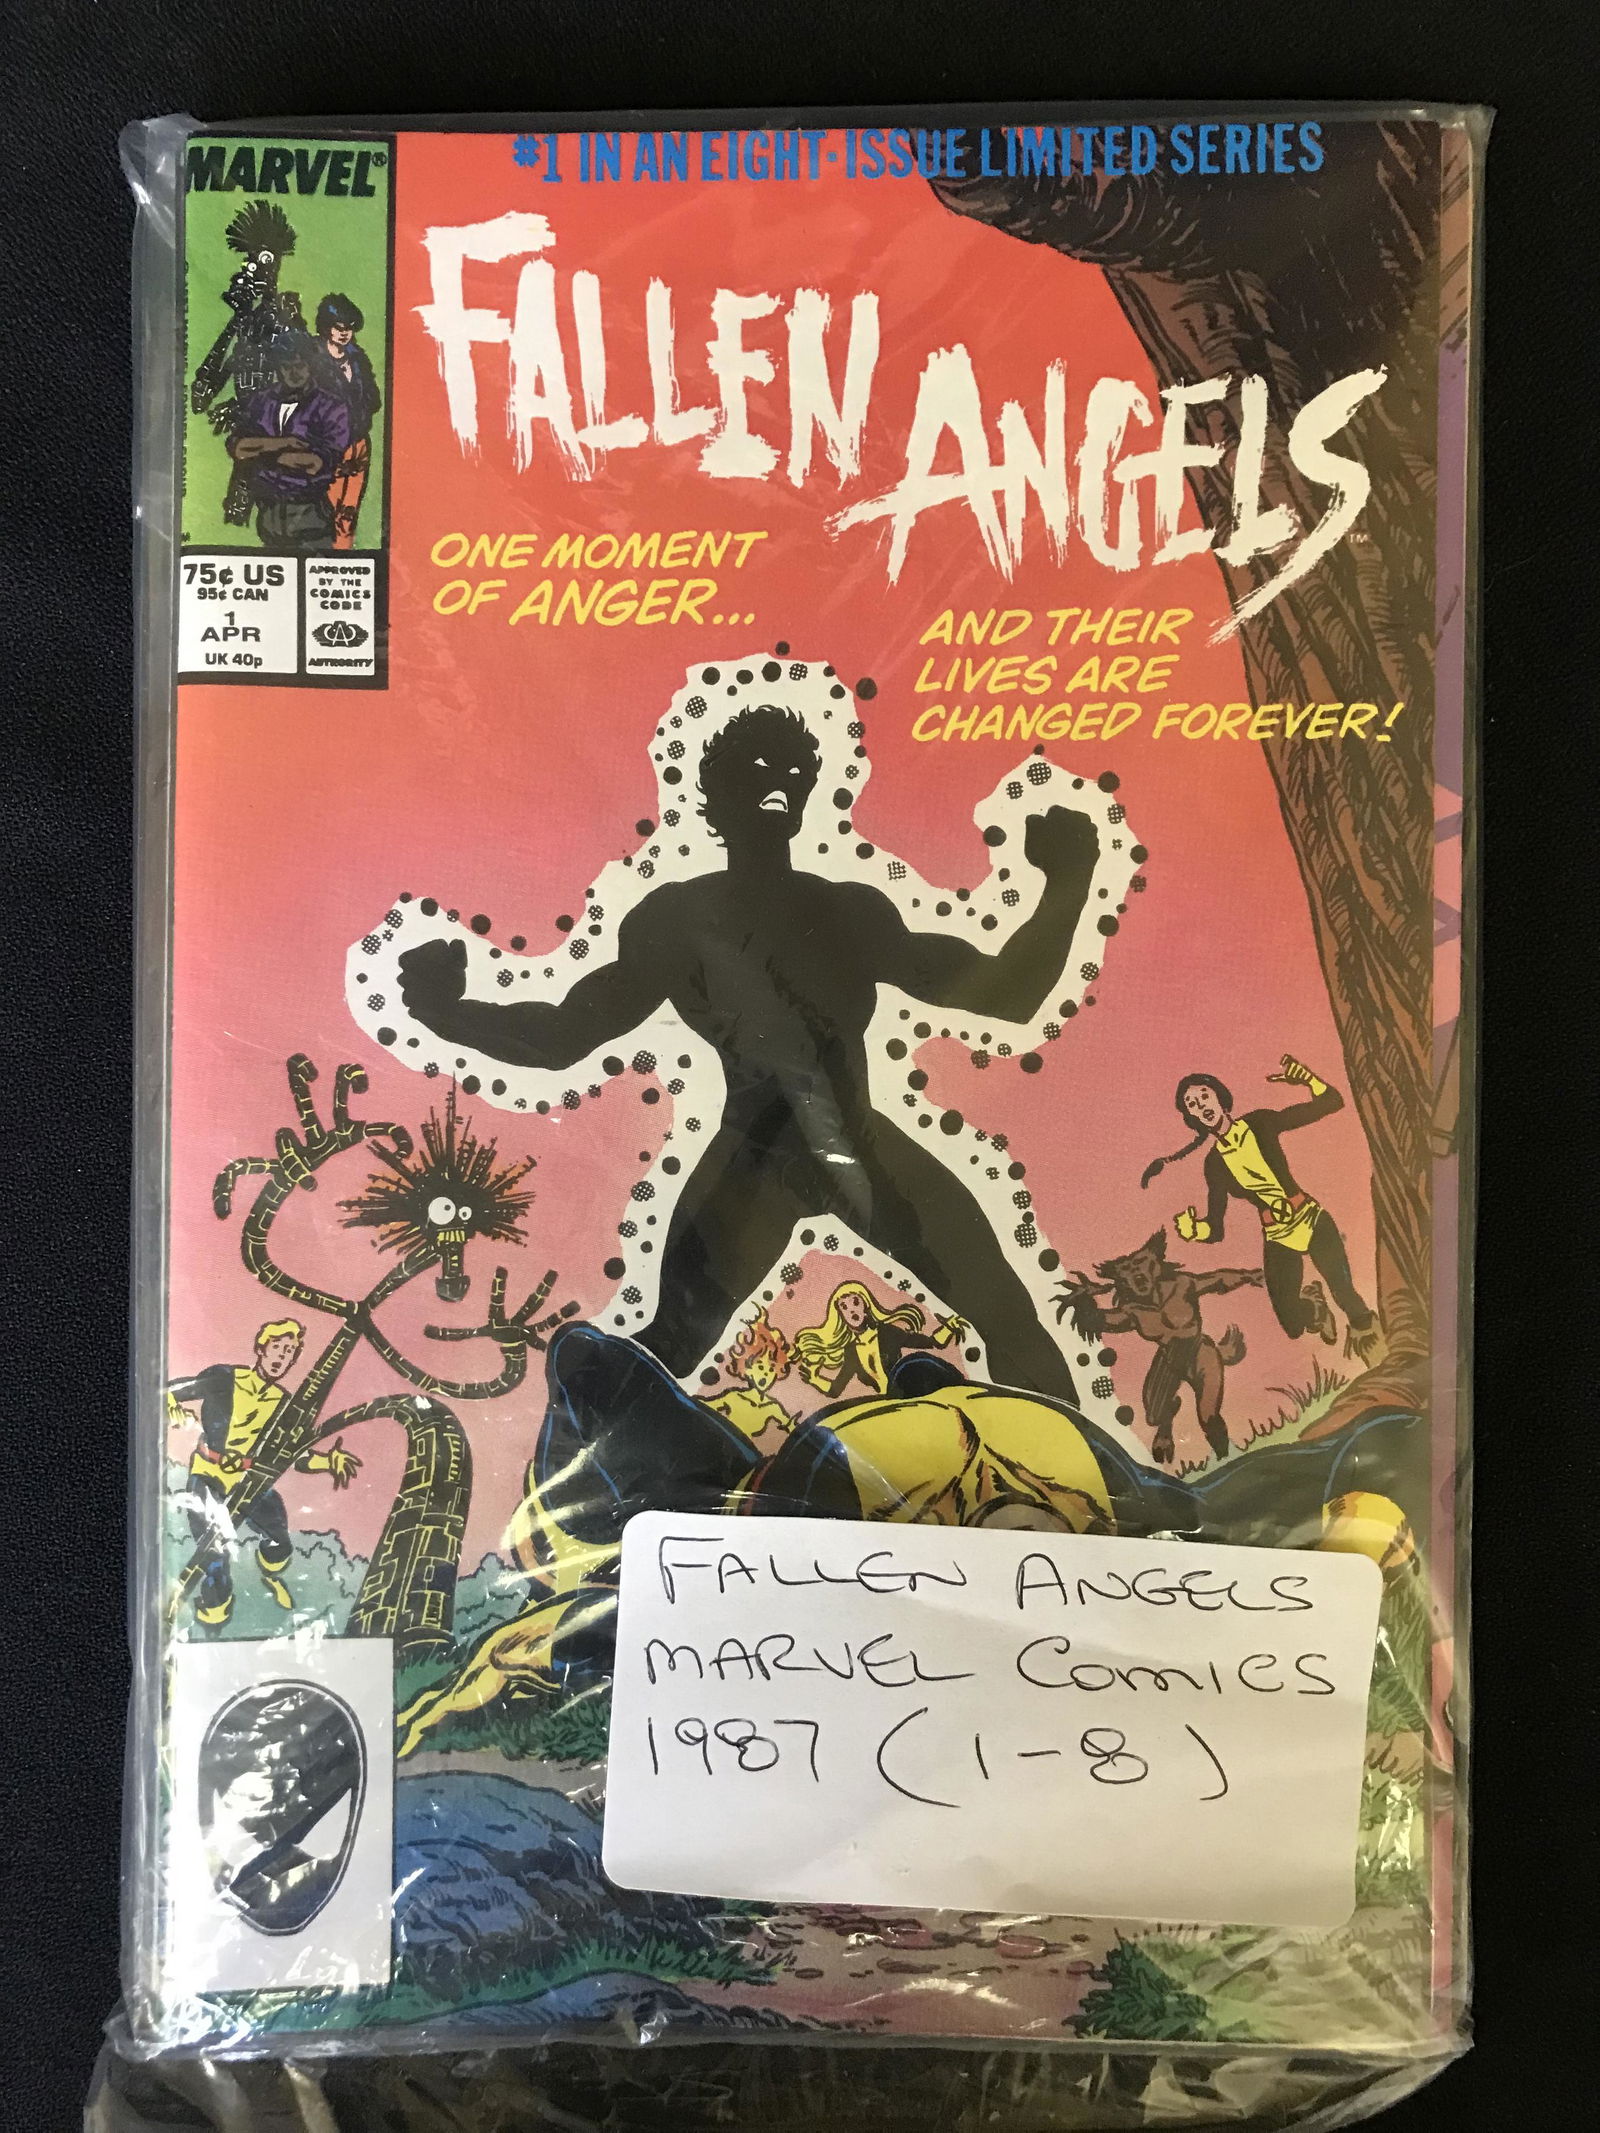 #1 IN AN EIGHT-ISSUE LIMITED SERIES
MARVEL®
FALLEN ANGELS™
ONE MOMENT
OF ANGER...
AND THEIR
LIVES ARE
CHANGED FOREVER!
75¢ US
95¢ CAN
1
APR
UK 40p
APPROVED
BY THE
COMICS
CODE
CA
AUTHORITY
FALLEN ANGELS
MARVEL COMICS
1987 (1-8)